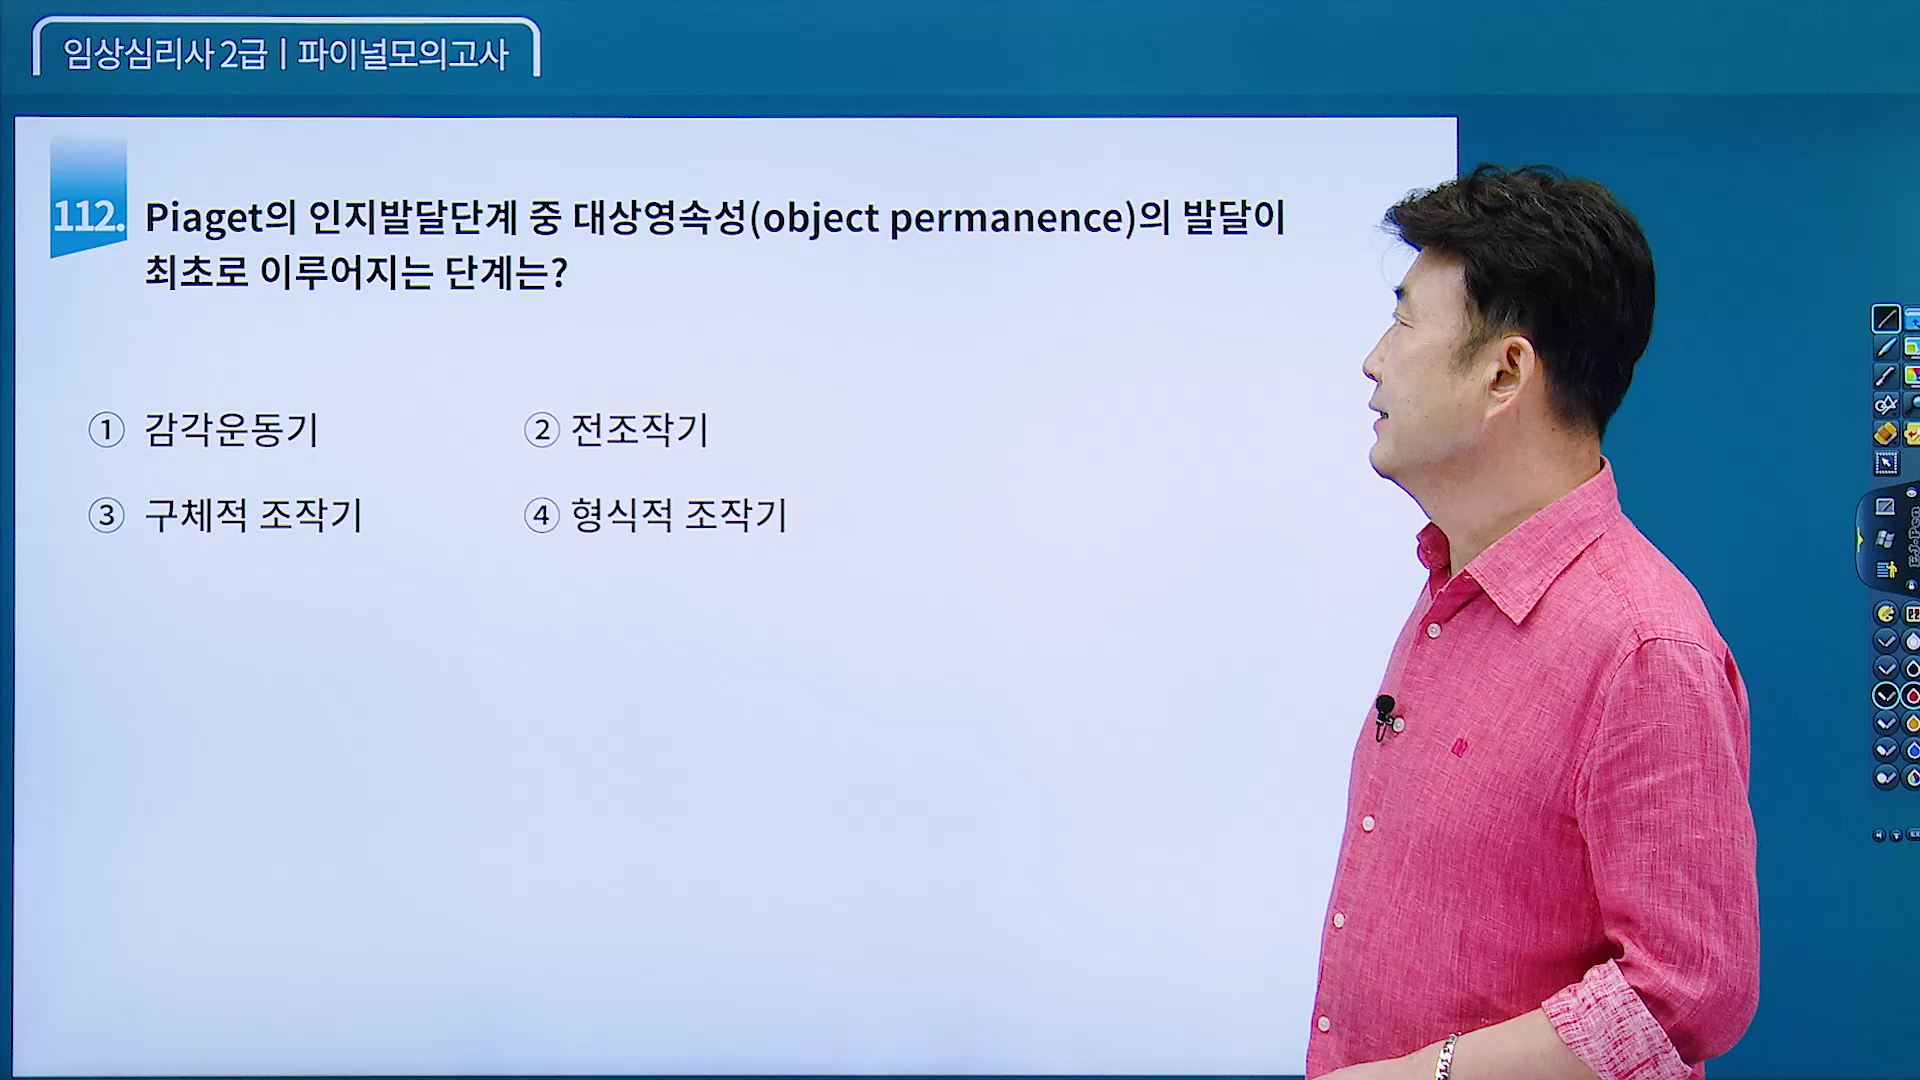 임상심리사 2급 | 파이널모의고사
112. Piaget의 인지발달단계 중 대상영속성(object permanence)의 발달이
최초로 이루어지는 단계는?
① 감각운동기 ② 전조작기
③ 구체적 조작기 ④ 형식적 조작기